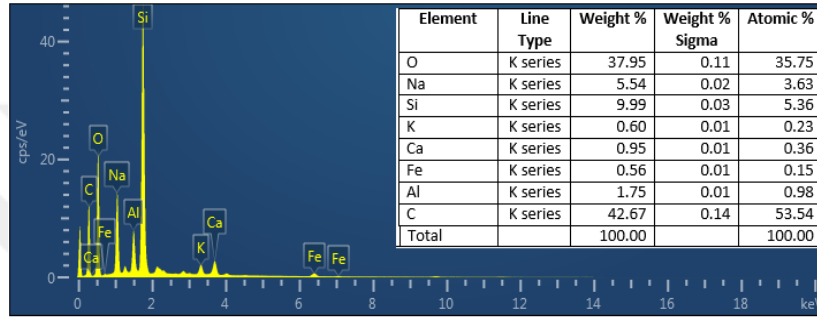 Element Line Type Weight % Weight % Sigma Atomic %
O K series 37.95 0.11 35.75
Na K series 5.54 0.02 3.63
Si K series 9.99 0.03 5.36
K K series 0.60 0.01 0.23
Ca K series 0.95 0.01 0.36
Fe K series 0.56 0.01 0.15
Al K series 1.75 0.01 0.98
C K series 42.67 0.14 53.54
Total 100.00 100.00
cps/eV
40
20
0
Si
O
Na
C
Al
Fe
Ca
K
Ca
Fe
Fe
0 2 4 6 8 10 12 14 16 18 keV